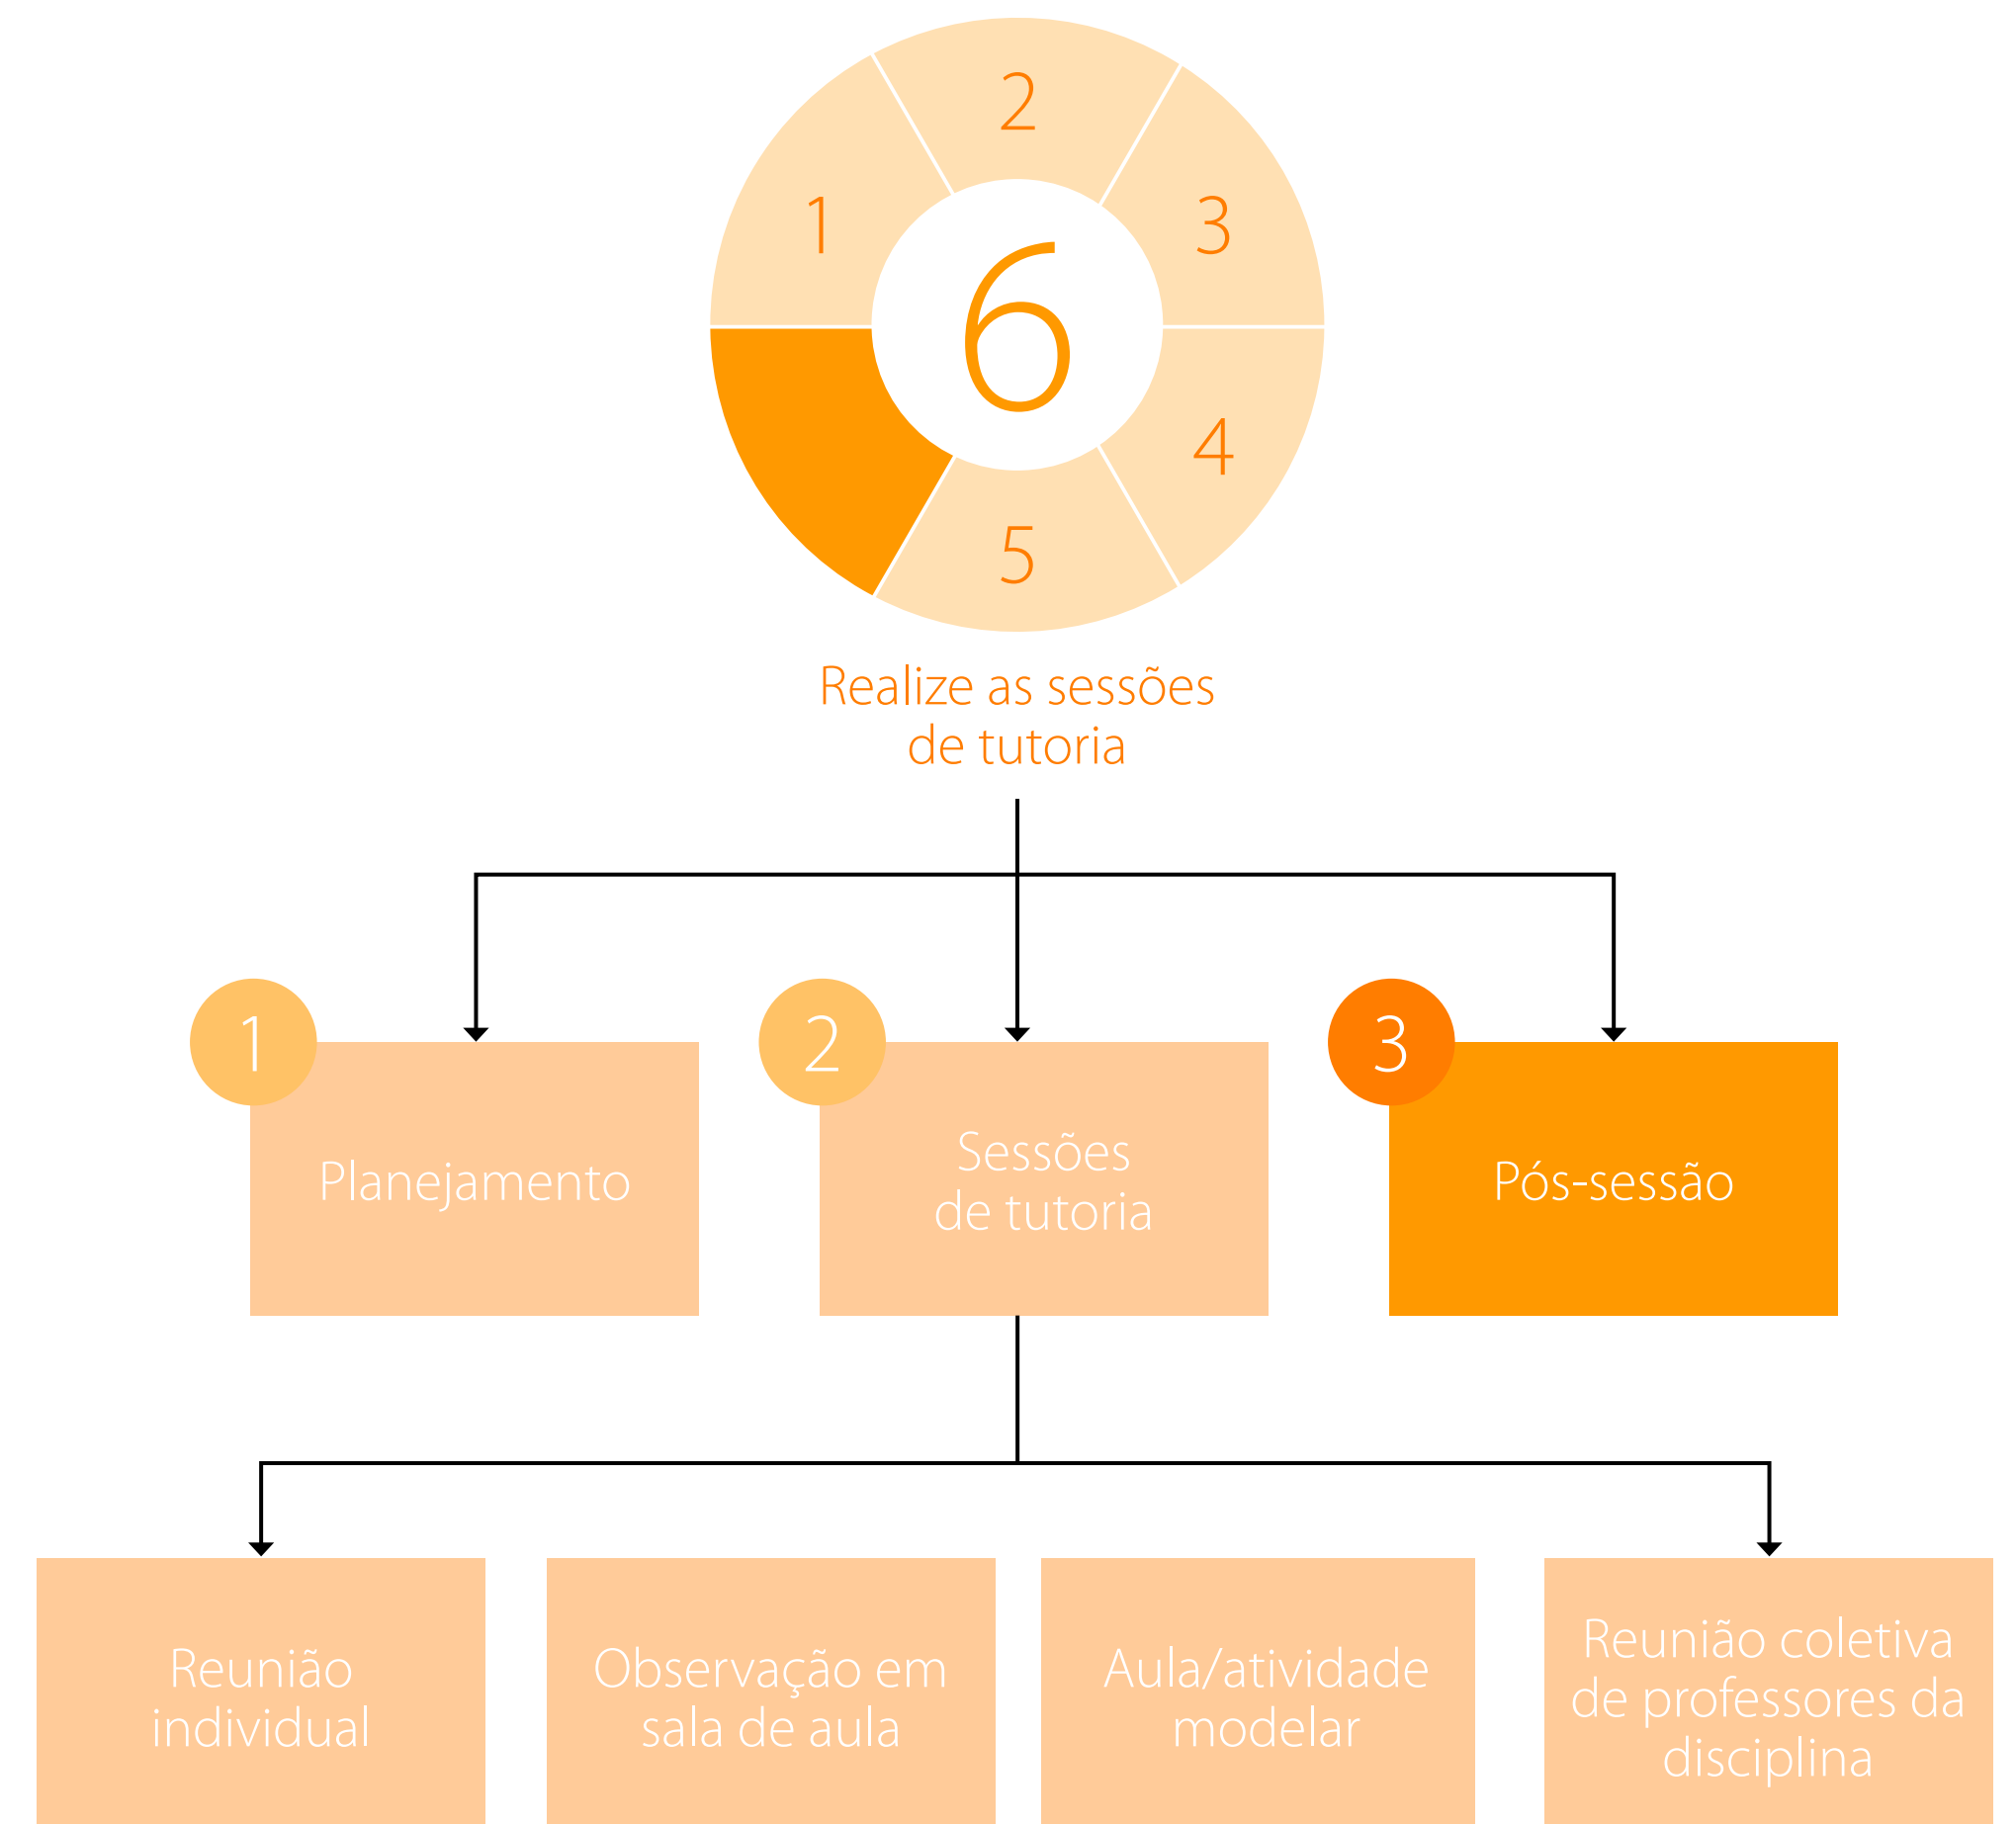 2
1
3
6
4
5
Realize as sessões
de tutoria
1
2
3
Planejamento
Sessões
de tutoria
Pós-sessão
Reunião
individual
Observação em
sala de aula
Aula/atividade
modelar
Reunião coletiva
de professores da
disciplina